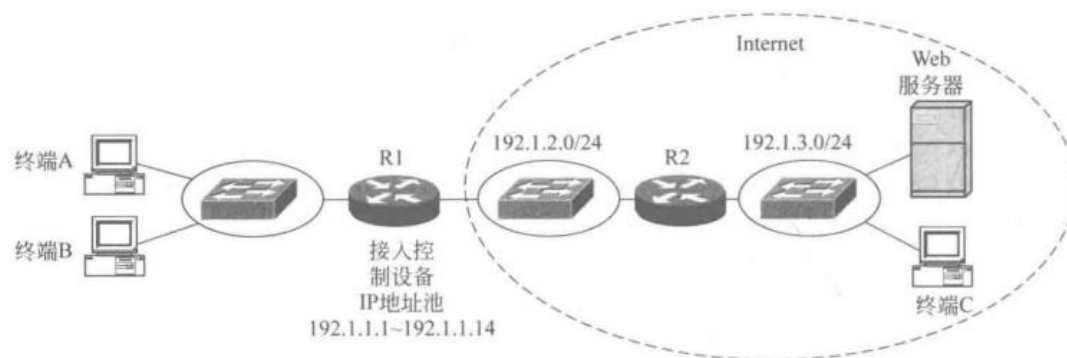 Internet
Web
服务器
192.1.2.0/24
192.1.3.0/24
终端A
R1
R2
终端B
接入控
制设备
IP地址池
192.1.1.1~192.1.1.14
终端C